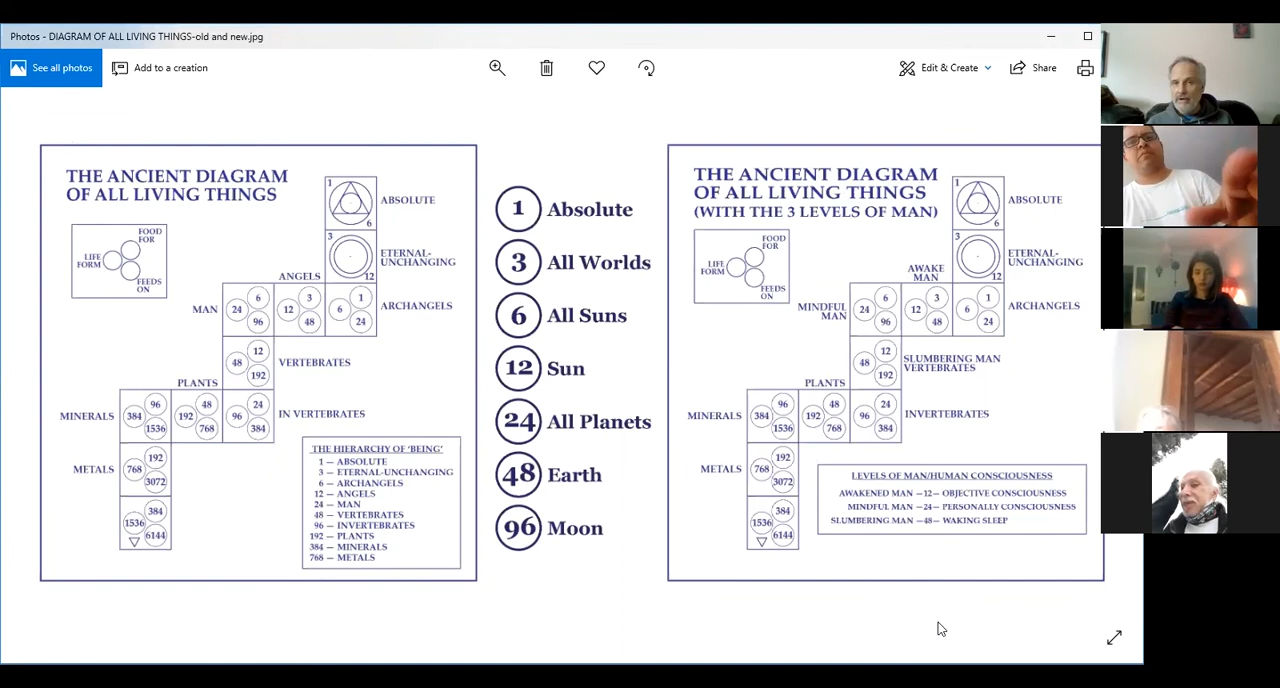 Photos - DIAGRAM OF ALL LIVING THINGS-old and new.jpg
See all photos
Add to a creation
Edit & Create
Share
THE ANCIENT DIAGRAM
OF ALL LIVING THINGS
1
6
ABSOLUTE
3
12
ETERNAL-
UNCHANGING
FOOD
FOR
LIFE
FORM
FEEDS
ON
ANGELS
MAN
24
6
96
12
3
48
6
1
24
ARCHANGELS
48
12
192
VERTEBRATES
PLANTS
MINERALS
384
96
1536
192
48
768
96
24
384
IN VERTEBRATES
METALS
768
192
3072
1536
384
6144
THE HIERARCHY OF 'BEING'
1 – ABSOLUTE
3 – ETERNAL-UNCHANGING
6 – ARCHANGELS
12 – ANGELS
24 – MAN
48 – VERTEBRATES
96 – INVERTEBRATES
192 – PLANTS
384 – MINERALS
768 – METALS
1 Absolute
3 All Worlds
6 All Suns
12 Sun
24 All Planets
48 Earth
96 Moon
THE ANCIENT DIAGRAM
OF ALL LIVING THINGS
(WITH THE 3 LEVELS OF MAN)
1
6
ABSOLUTE
3
12
ETERNAL-
UNCHANGING
FOOD
FOR
LIFE
FORM
FEEDS
ON
AWAKE
MAN
MINDFUL
MAN
24
6
96
12
3
48
6
1
24
ARCHANGELS
48
12
192
SLUMBERING MAN
VERTEBRATES
PLANTS
MINERALS
384
96
1536
192
48
768
96
24
384
INVERTEBRATES
METALS
768
192
3072
1536
384
6144
LEVELS OF MAN/HUMAN CONSCIOUSNESS
AWAKENED MAN –12– OBJECTIVE CONSCIOUSNESS
MINDFUL MAN –24– PERSONALLY CONSCIOUSNESS
SLUMBERING MAN –48– WAKING SLEEP